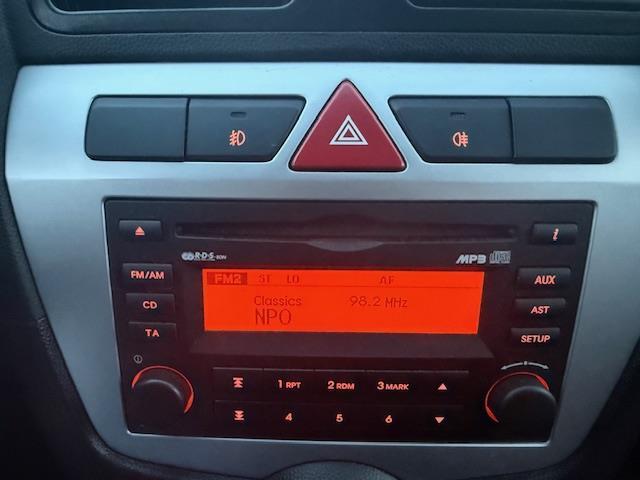 R·D·S EON
MP3
FM/AM
AUX
FM2 ST LO AF
CD
Classics 98.2 MHz
AST
NPO
TA
SETUP
1 RPT 2 RDM 3 MARK
4 5 6